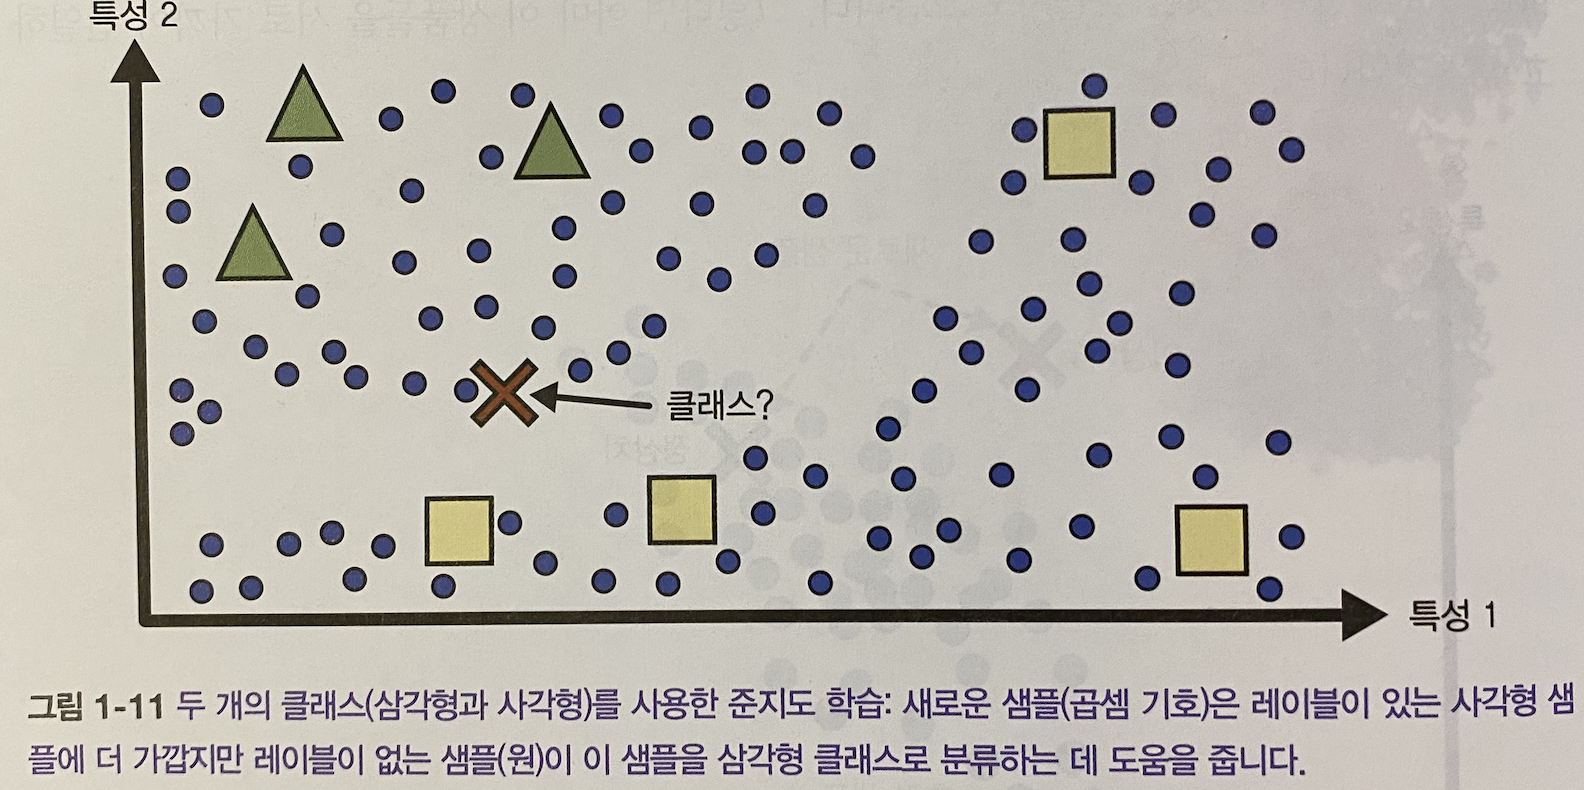 특성 2
클래스?
특성 1
그림 1-11 두 개의 클래스(삼각형과 사각형)를 사용한 준지도 학습: 새로운 샘플(곱셈 기호)은 레이블이 있는 사각형 샘
플에 더 가깝지만 레이블이 없는 샘플(원)이 이 샘플을 삼각형 클래스로 분류하는 데 도움을 줍니다.